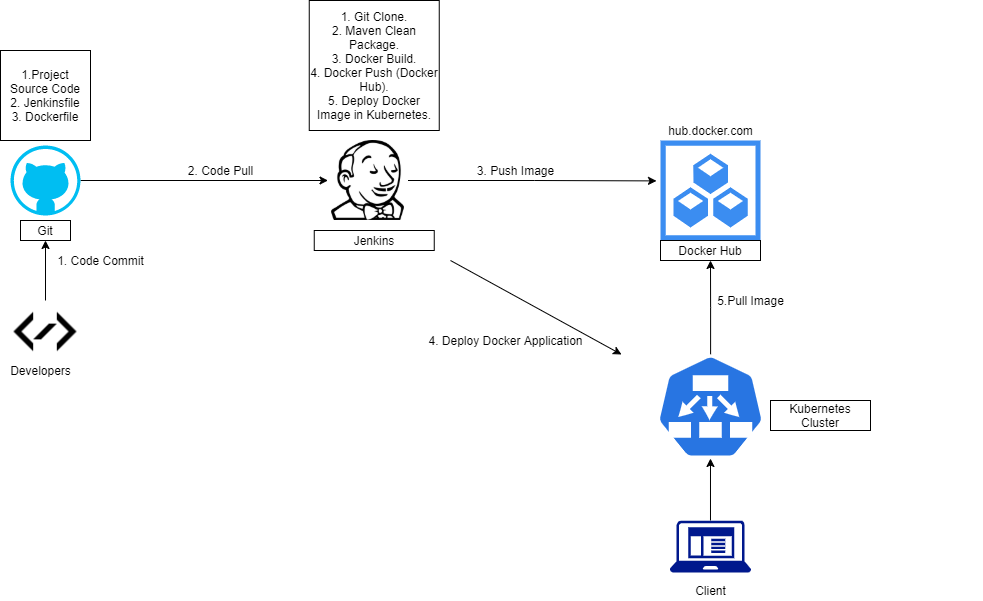 1. Git Clone.
2. Maven Clean
Package.
3. Docker Build.
4. Docker Push (Docker
Hub).
5. Deploy Docker
Image in Kubernetes.
1.Project
Source Code
2. Jenkinsfile
3. Dockerfile
hub.docker.com
2. Code Pull
3. Push Image
Git
Jenkins
Docker Hub
1. Code Commit
5.Pull Image
4. Deploy Docker Application
Developers
Kubernetes
Cluster
Client